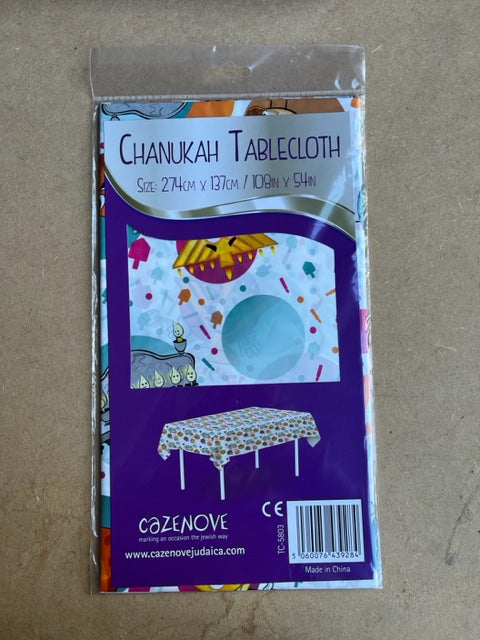 CHANUKAH TABLECLOTH
SIZE: 274CM X 137CM / 108IN X 54IN
CAZENOVE
marking an occasion the jewish way
www.cazenovejudaica.com
CE
TC-5803
5 060076 439284
Made in China